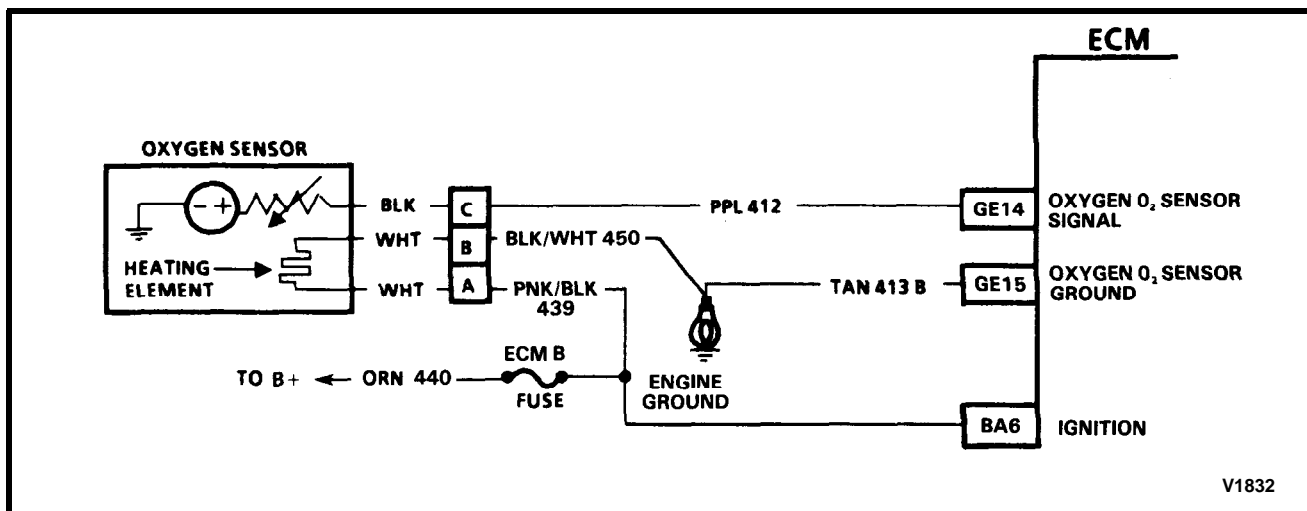 ECM
OXYGEN SENSOR
- +
BLK
C
PPL 412
GE14
OXYGEN O₂ SENSOR
SIGNAL
WHT
B
BLK/WHT 450
HEATING
ELEMENT
WHT
A
PNK/BLK
439
TAN 413 B
GE15
OXYGEN O₂ SENSOR
GROUND
TO B+
ORN 440
ECM B
FUSE
ENGINE
GROUND
BA6
IGNITION
V1832